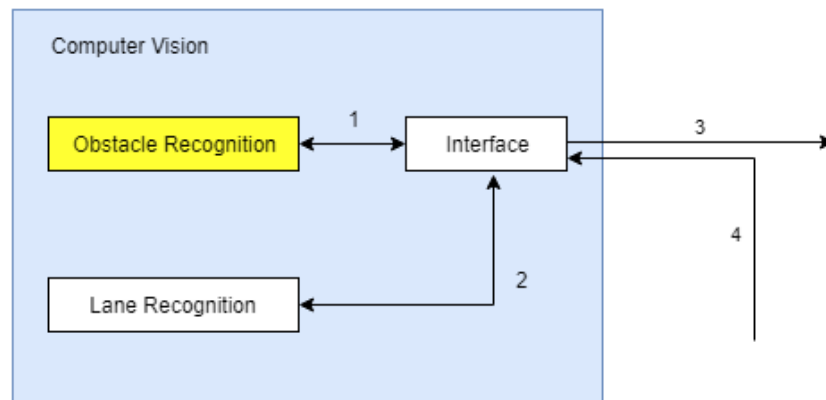 Computer Vision
Obstacle Recognition
1
Interface
3
4
Lane Recognition
2